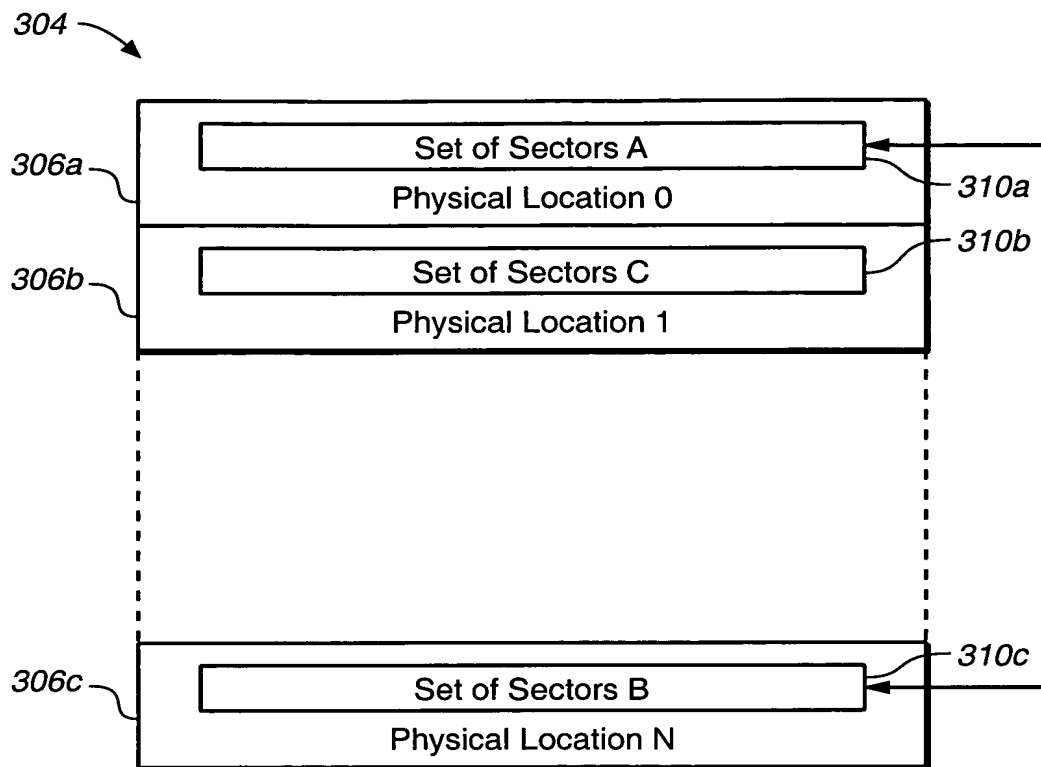 304
306a
Set of Sectors A
310a
Physical Location 0
306b
Set of Sectors C
310b
Physical Location 1
306c
Set of Sectors B
310c
Physical Location N